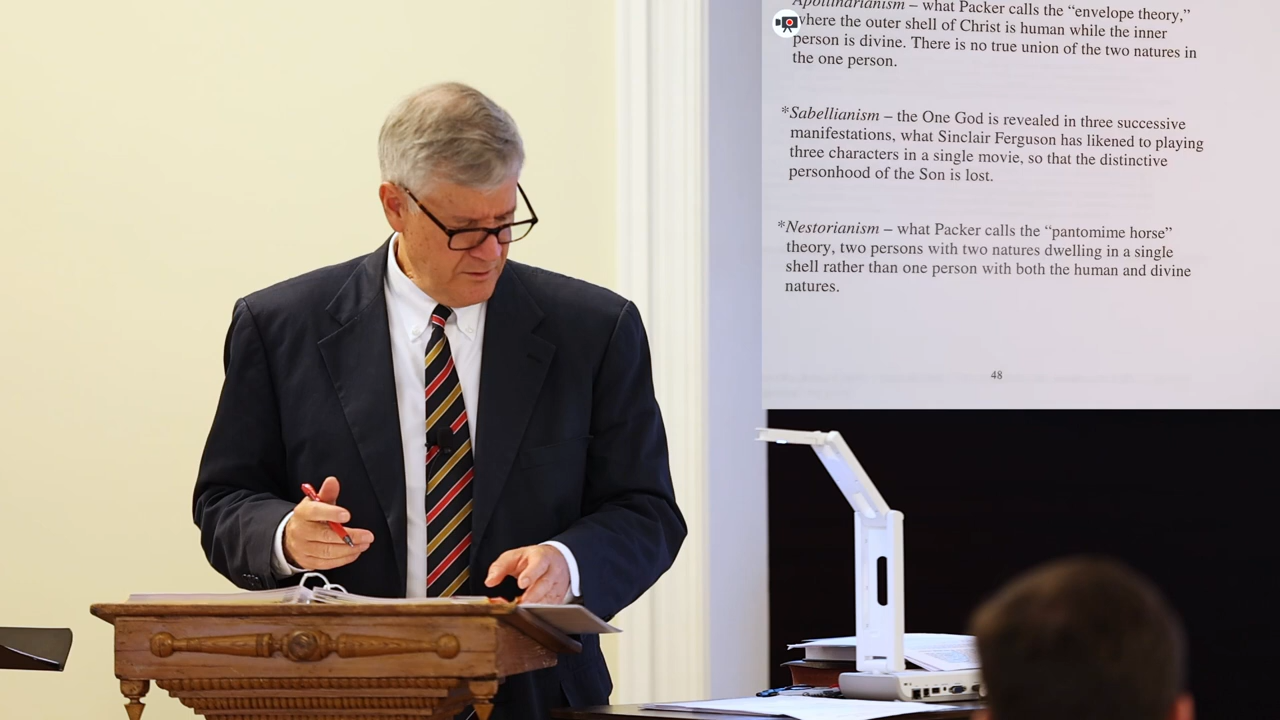 Apollinarianism – what Packer calls the “envelope theory,”
where the outer shell of Christ is human while the inner
person is divine. There is no true union of the two natures in
the one person.
*Sabellianism – the One God is revealed in three successive
manifestations, what Sinclair Ferguson has likened to playing
three characters in a single movie, so that the distinctive
personhood of the Son is lost.
*Nestorianism – what Packer calls the “pantomime horse”
theory, two persons with two natures dwelling in a single
shell rather than one person with both the human and divine
natures.
48